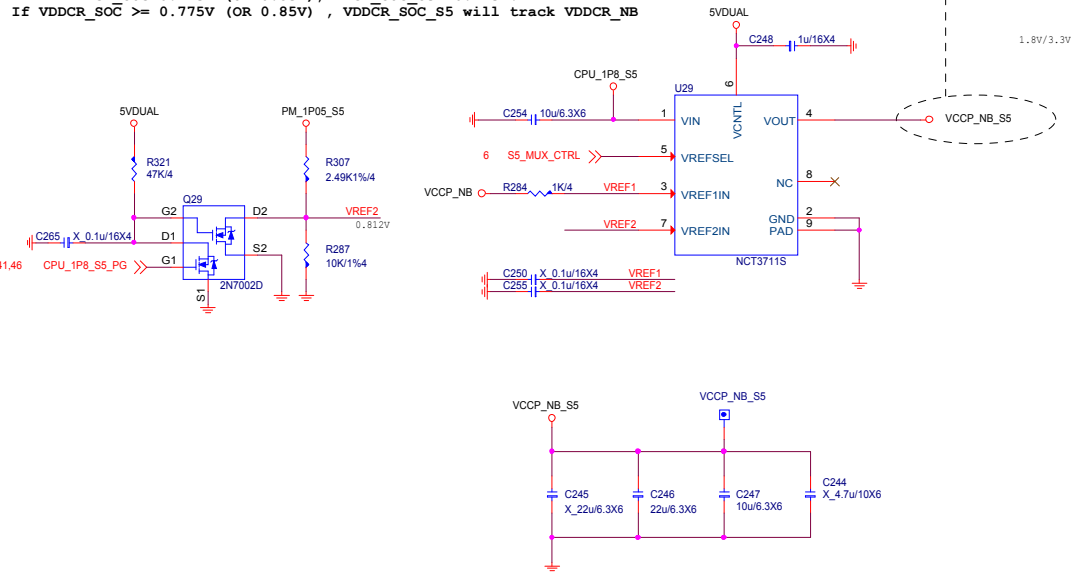 If VDDCR_SOC >= 0.775V (OR 0.85V) , VDDCR_SOC_S5 will track VDDCR_NB
5VDUAL
C248
1u/16X4
1.8V/3.3V
CPU_1P8_S5
U29
6
5VDUAL
PM_1P05_S5
C254
10u/6.3X6
1
VIN
VCNTL
VOUT
4
VCCP_NB_S5
R321
47K/4
R307
2.49K1%/4
6
S5_MUX_CTRL
5
VREFSEL
VCCP_NB
R284
1K/4
VREF1
3
VREF1IN
NC
8
Q29
G2
D2
VREF2
0.812V
VREF2
7
VREF2IN
GND
2
PAD
9
C265
X_0.1u/16X4
D1
S2
R287
10K/1%4
41,46
CPU_1P8_S5_PG
G1
NCT3711S
2N7002D
S1
C250
X_0.1u/16X4
VREF1
C255
X_0.1u/16X4
VREF2
VCCP_NB_S5
VCCP_NB_S5
C245
X_22u/6.3X6
C246
22u/6.3X6
C247
10u/6.3X6
C244
X_4.7u/10X6